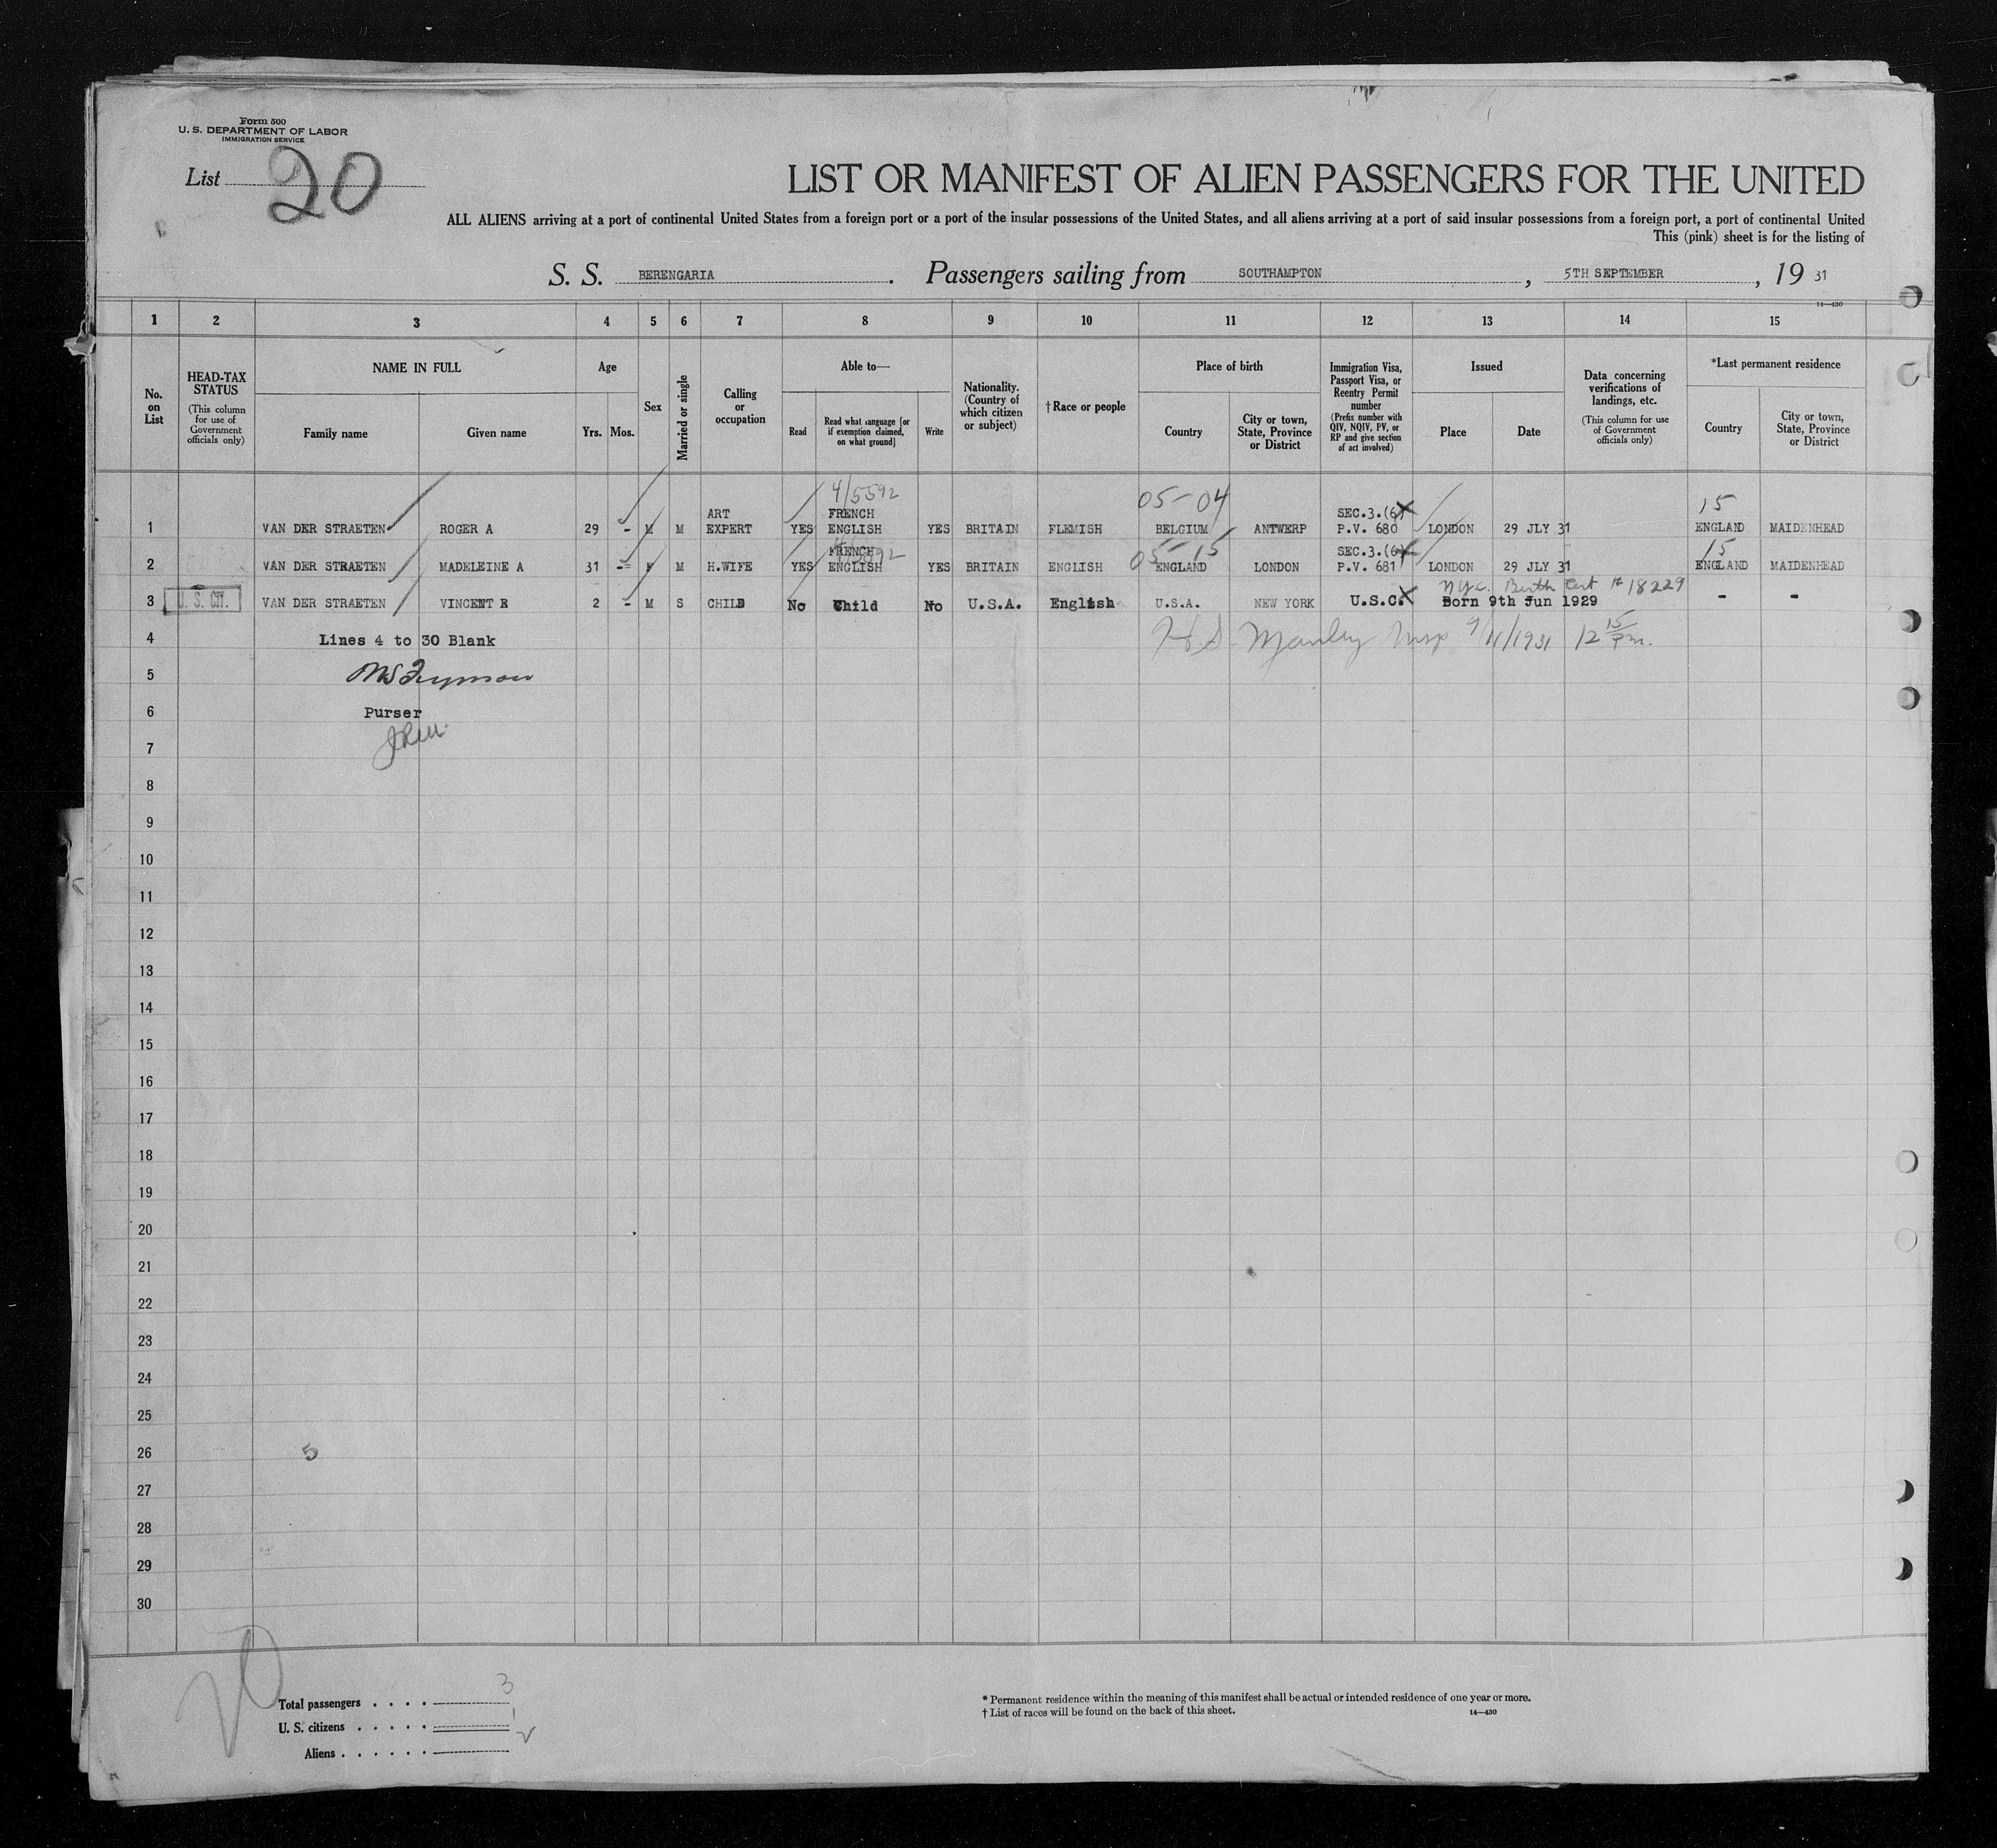 Form 500
U. S. DEPARTMENT OF LABOR
IMMIGRATION SERVICE
List 20
LIST OR MANIFEST OF ALIEN PASSENGERS FOR THE UNITED
ALL ALIENS arriving at a port of continental United States from a foreign port or a port of the insular possessions of the United States, and all aliens arriving at a port of said insular possessions from a foreign port, a port of continental United
This (pink) sheet is for the listing of
S. S. BERENGARIA. Passengers sailing from SOUTHAMPTON, 5TH SEPTEMBER, 19 31
14—430
1 2 3 4 5 6 7 8 9 10 11 12 13 14 15
No. on List
HEAD-TAX STATUS (This column for use of Government officials only)
NAME IN FULL
Family name
Given name
Age
Yrs. Mos.
Sex
Married or single
Calling or occupation
Able to—
Read
Read what language [or if exemption claimed, on what ground]
Write
Nationality. (Country of which citizen or subject)
†Race or people
Place of birth
Country
City or town, State, Province or District
Immigration Visa, Passport Visa, or Reentry Permit number (Prefix number with QIV, NQIV, PV, or RP and give section of act involved)
Issued
Place
Date
Data concerning verifications of landings, etc. (This column for use of Government officials only)
*Last permanent residence
Country
City or town, State, Province or District
4/5592
05-04
15
ART FRENCH SEC.3.(6)
1 VAN DER STRAETEN ROGER A 29 - M M EXPERT YES ENGLISH YES BRITAIN FLEMISH BELGIUM ANTWERP P.V. 680 LONDON 29 JLY 31 ENGLAND MAIDENHEAD
FRENCH 05-15 SEC.3.(6) 15
2 VAN DER STRAETEN MADELEINE A 31 - F M H.WIFE YES ENGLISH YES BRITAIN ENGLISH ENGLAND LONDON P.V. 681 LONDON 29 JLY 31 ENGLAND MAIDENHEAD
N.Y.C. Birth Cert # 18229
3 U. S. CIT. VAN DER STRAETEN VINCENT R 2 - M S CHILD No Child No U.S.A. English U.S.A. NEW YORK U.S.C. Born 9th Jun 1929 - -
4 Lines 4 to 30 Blank
H S Manley Insp 9/11/1931 12 15 pm.
5
6 Purser
7
8
9
10
11
12
13
14
15
16
17
18
19
20
21
22
23
24
25
26 5
27
28
29
30
20
Total passengers . . . . 3
U. S. citizens . . . . . 1
Aliens . . . . . . 2
* Permanent residence within the meaning of this manifest shall be actual or intended residence of one year or more.
† List of races will be found on the back of this sheet. 14—430